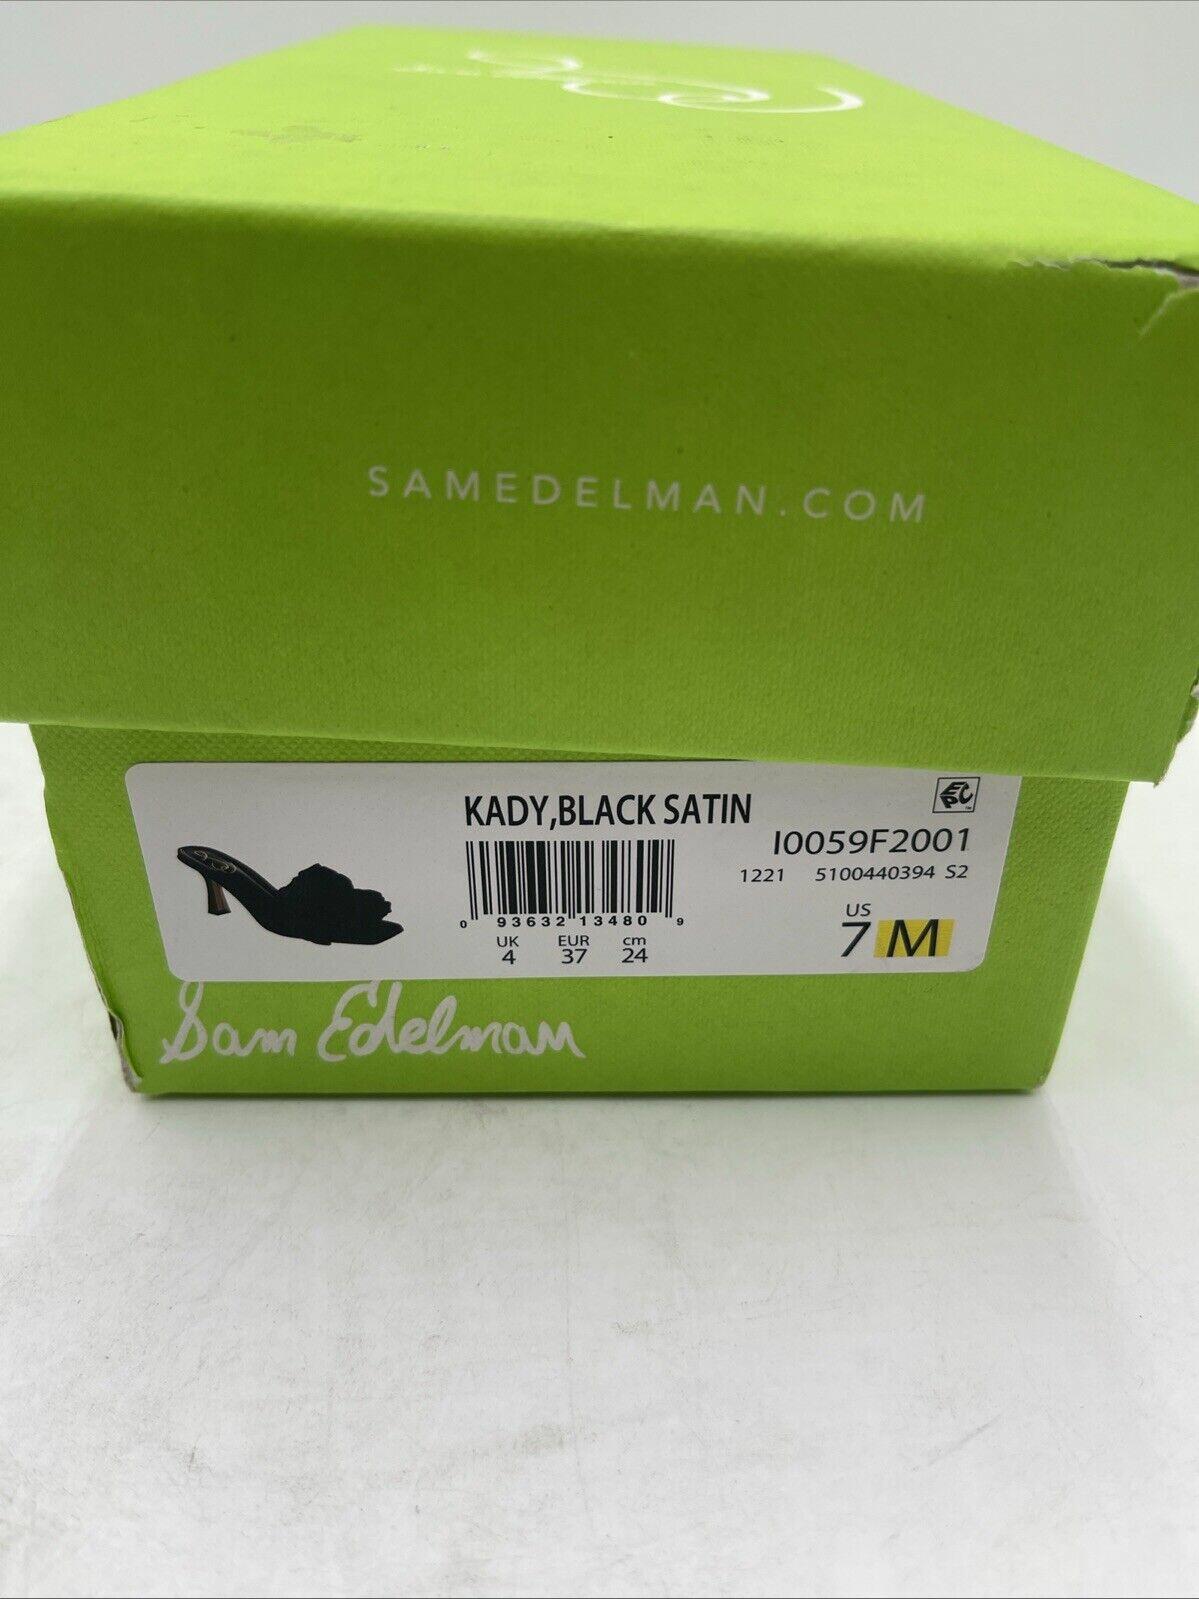 SAMEDELMAN.COM
KADY,BLACK SATIN
EPC
I0059F2001
1221 5100440394 S2
0 93632 13480 9
UK EUR cm
4 37 24
US
7 M
Sam Edelman